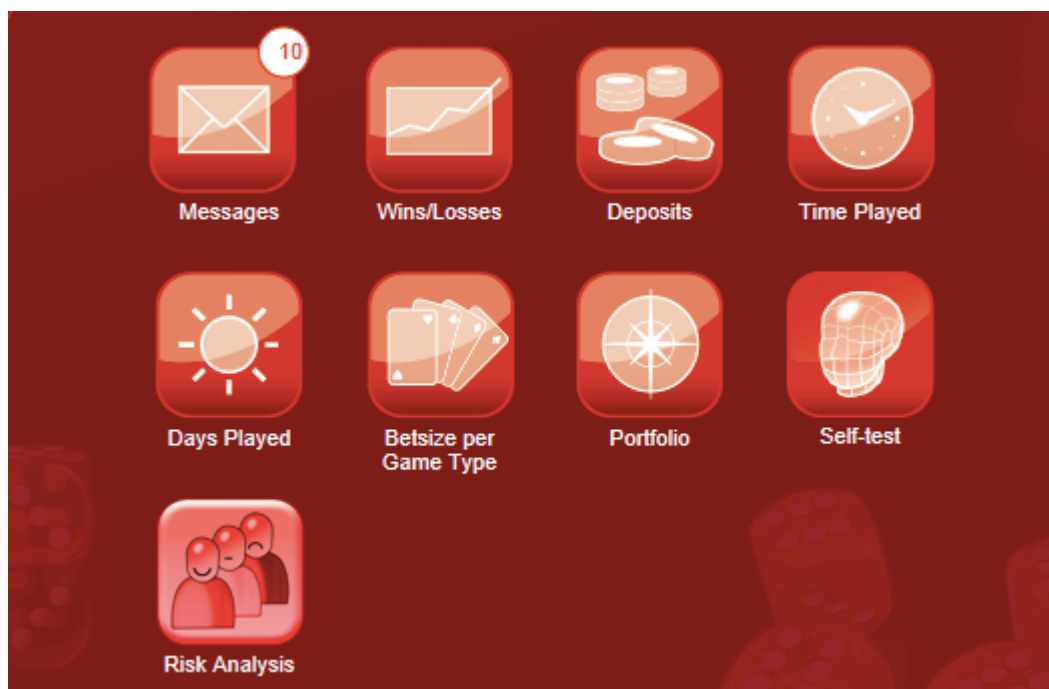 10
Messages
Wins/Losses
Deposits
Time Played
Days Played
Betsize per
Game Type
Portfolio
Self-test
Risk Analysis